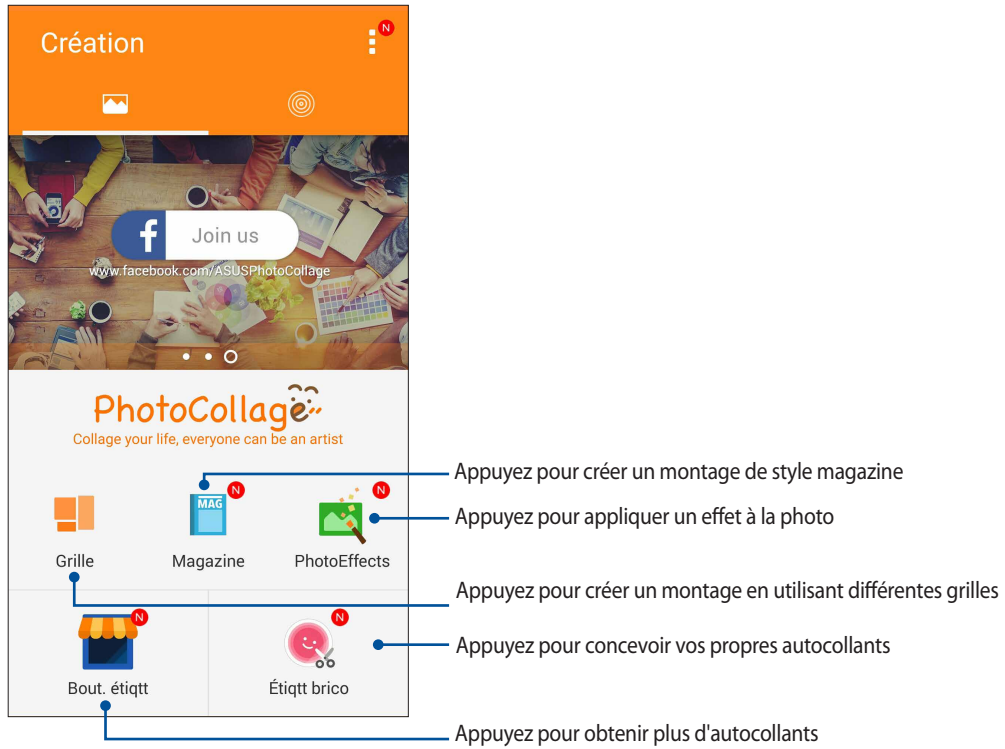 Création
N
f Join us
www.facebook.com/ASUSPhotoCollage
PhotoCollage
Collage your life, everyone can be an artist
MAG
N
N
Grille
Magazine
PhotoEffects
N
N
Bout. étiqtt
Étiqtt brico
Appuyez pour créer un montage de style magazine
Appuyez pour appliquer un effet à la photo
Appuyez pour créer un montage en utilisant différentes grilles
Appuyez pour concevoir vos propres autocollants
Appuyez pour obtenir plus d'autocollants